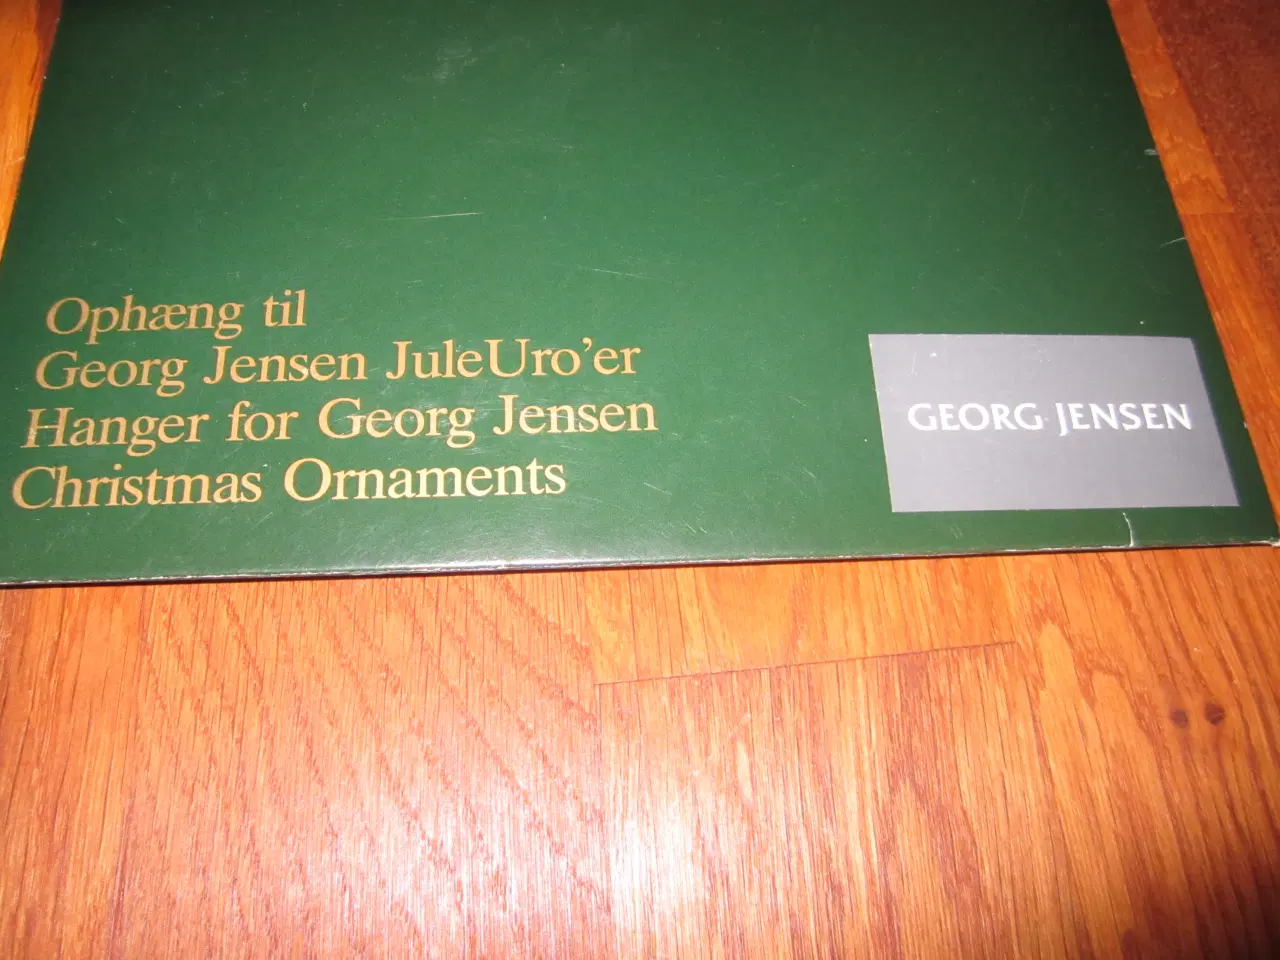 Ophæng til
Georg Jensen JuleUro'er
Hanger for Georg Jensen
Christmas Ornaments
GEORG JENSEN